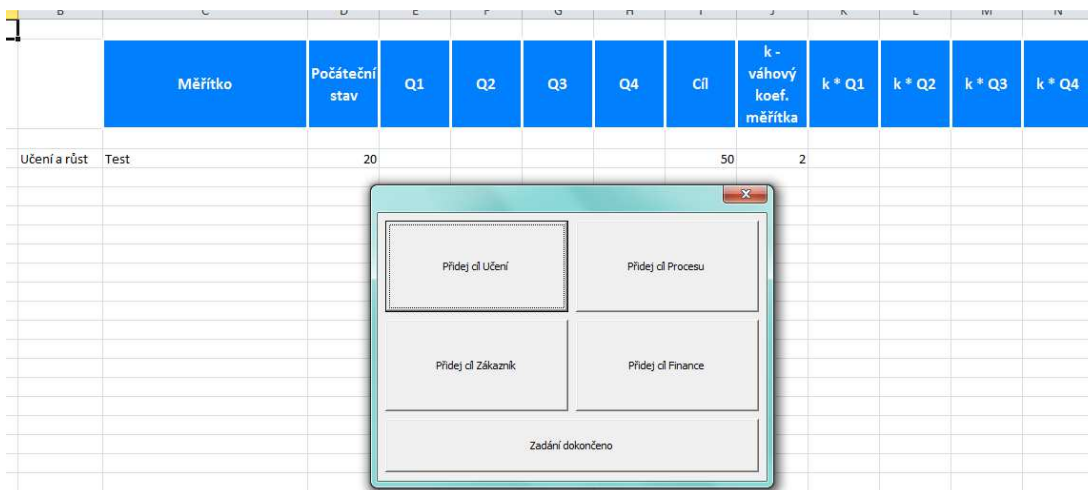 B C D E F G H I J K L M N
Měřítko Počáteční stav Q1 Q2 Q3 Q4 Cíl k - váhový koef. měřítka k * Q1 k * Q2 k * Q3 k * Q4
Učení a růst Test 20 50 2
Přidej cíl Učení Přidej cíl Procesu
Přidej cíl Zákazník Přidej cíl Finance
Zadání dokončeno